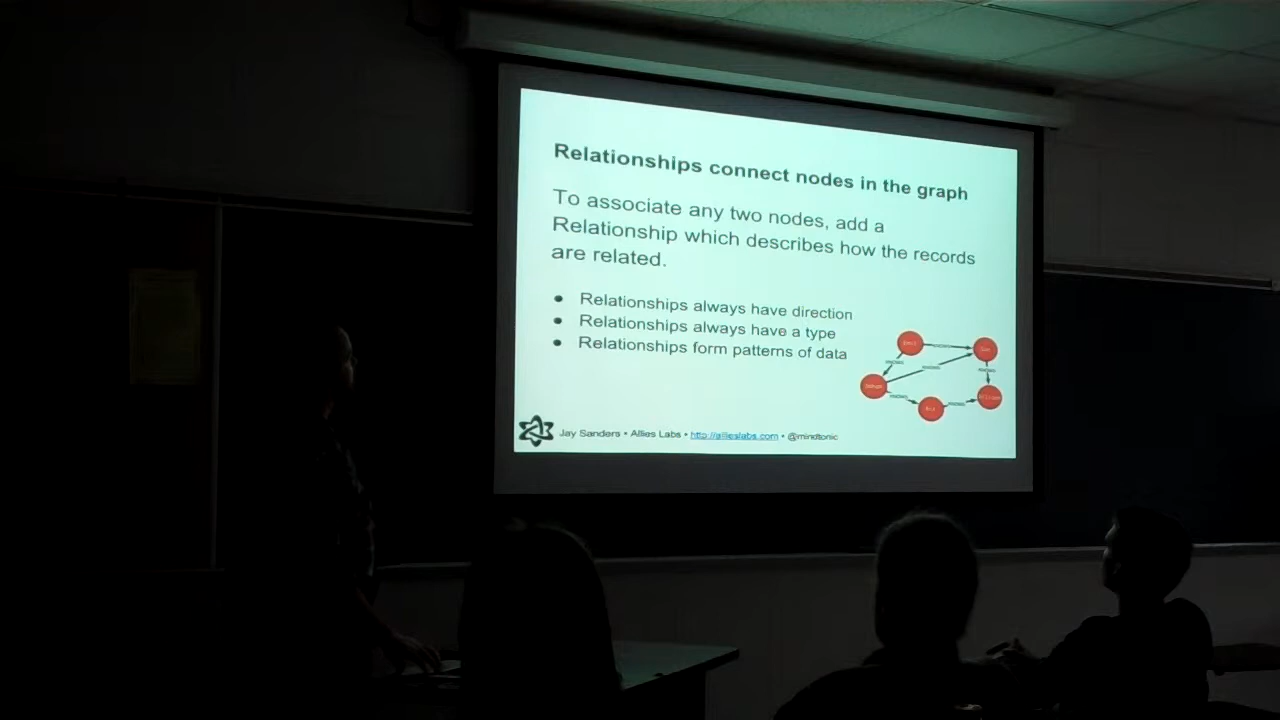 Relationships connect nodes in the graph
To associate any two nodes, add a
Relationship which describes how the records
are related.
• Relationships always have direction
• Relationships always have a type
• Relationships form patterns of data
Jay Sanders • Allies Labs • http://allieslabs.com • @mindtonic